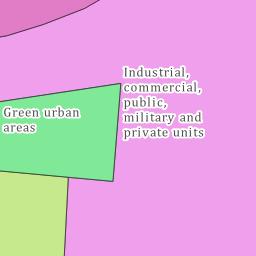 Industrial,
commercial,
public,
military and
private units
Green urban
areas